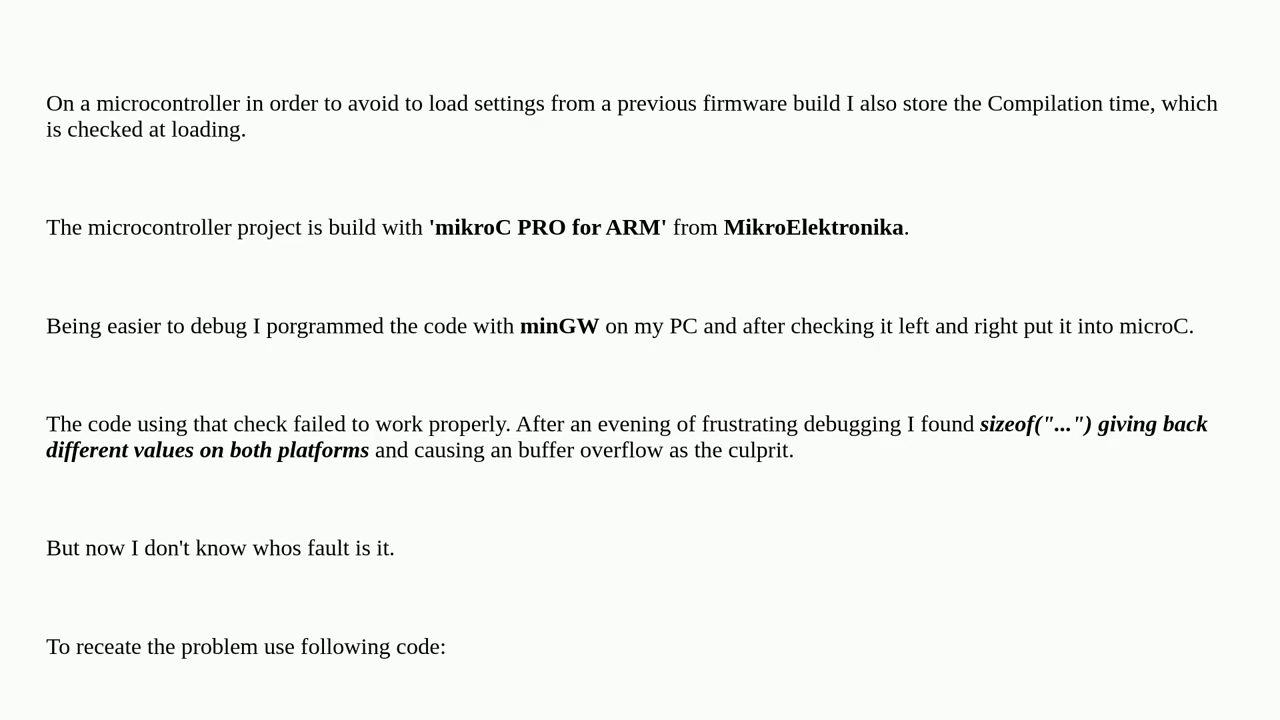 On a microcontroller in order to avoid to load settings from a previous firmware build I also store the Compilation time, which
is checked at loading.
The microcontroller project is build with 'mikroC PRO for ARM' from MikroElektronika.
Being easier to debug I porgrammed the code with minGW on my PC and after checking it left and right put it into microC.
The code using that check failed to work properly. After an evening of frustrating debugging I found sizeof("...") giving back
different values on both platforms and causing an buffer overflow as the culprit.
But now I don't know whos fault is it.
To receate the problem use following code: